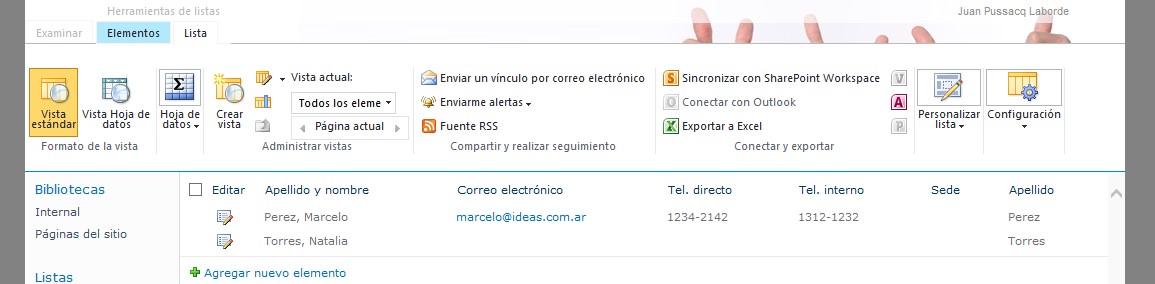 Herramientas de listas
Juan Pussacq Laborde
Examinar Elementos Lista
Vista estándar
Vista Hoja de datos
Formato de la vista
Hoja de datos
Crear vista
Vista actual:
Todos los eleme
Página actual
Administrar vistas
Enviar un vínculo por correo electrónico
Enviarme alertas
Fuente RSS
Compartir y realizar seguimiento
Sincronizar con SharePoint Workspace
Conectar con Outlook
Exportar a Excel
Conectar y exportar
Personalizar lista
Configuración
Bibliotecas
Internal
Páginas del sitio
Listas
Editar Apellido y nombre Correo electrónico Tel. directo Tel. interno Sede Apellido
Perez, Marcelo marcelo@ideas.com.ar 1234-2142 1312-1232 Perez
Torres, Natalia Torres
Agregar nuevo elemento